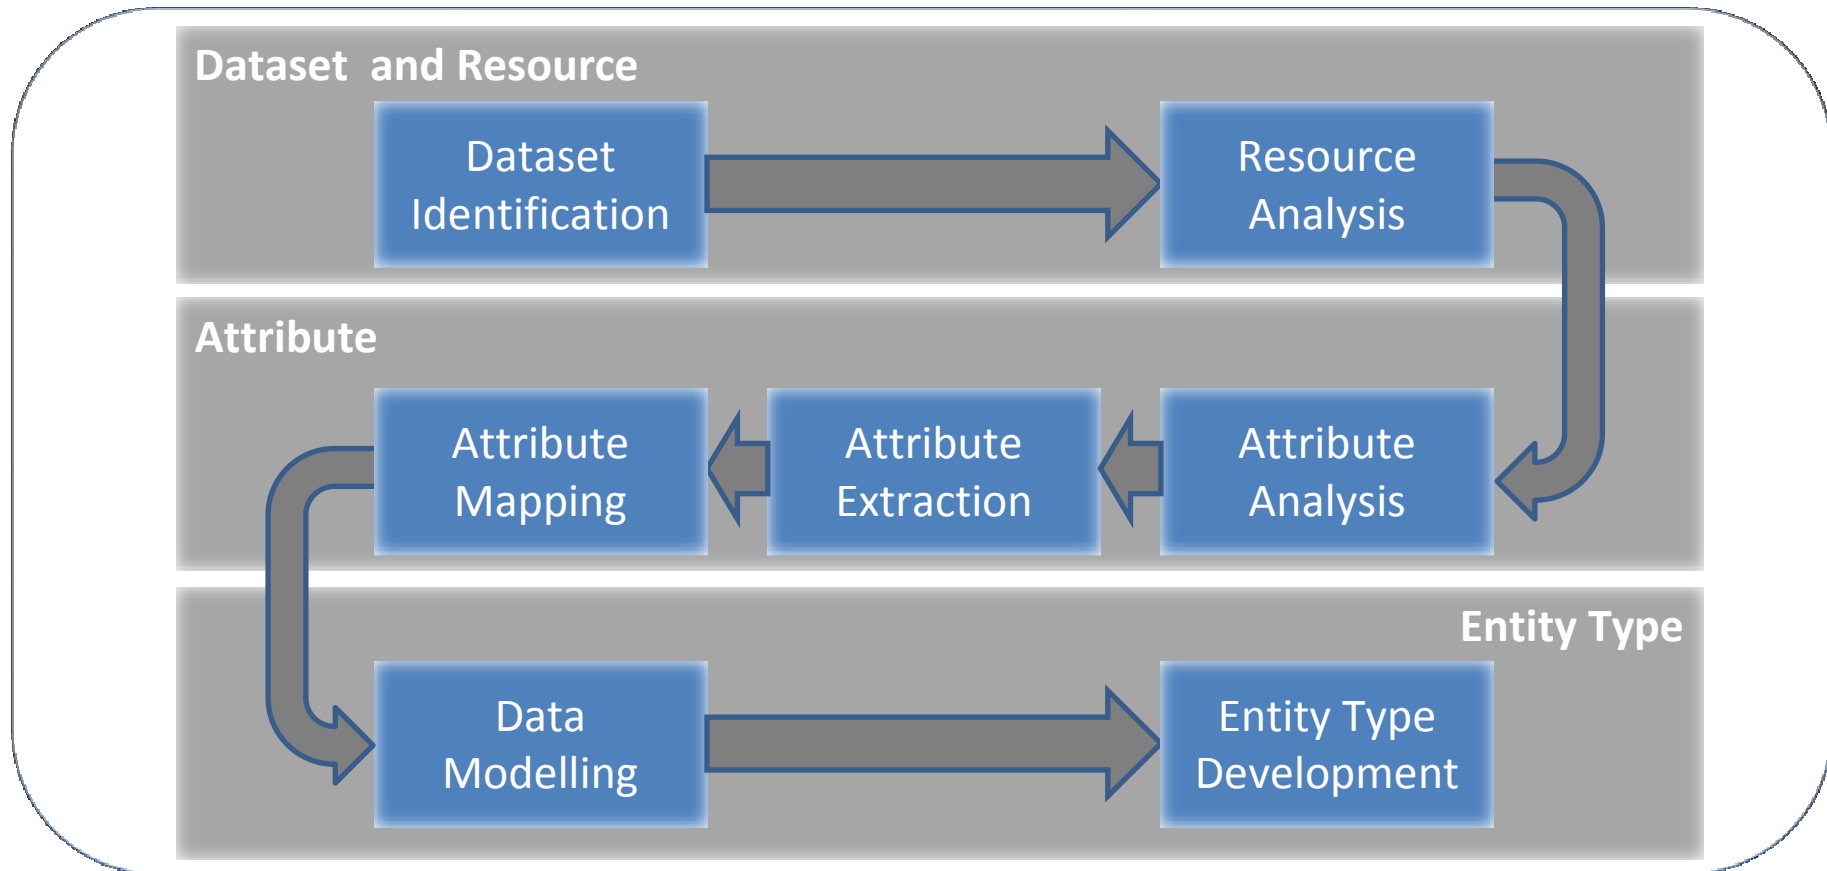 Dataset  and Resource
Dataset
Identification
Resource
Analysis
Attribute
Attribute
Mapping
Attribute
Extraction
Attribute
Analysis
Entity Type
Data
Modelling
Entity Type
Development